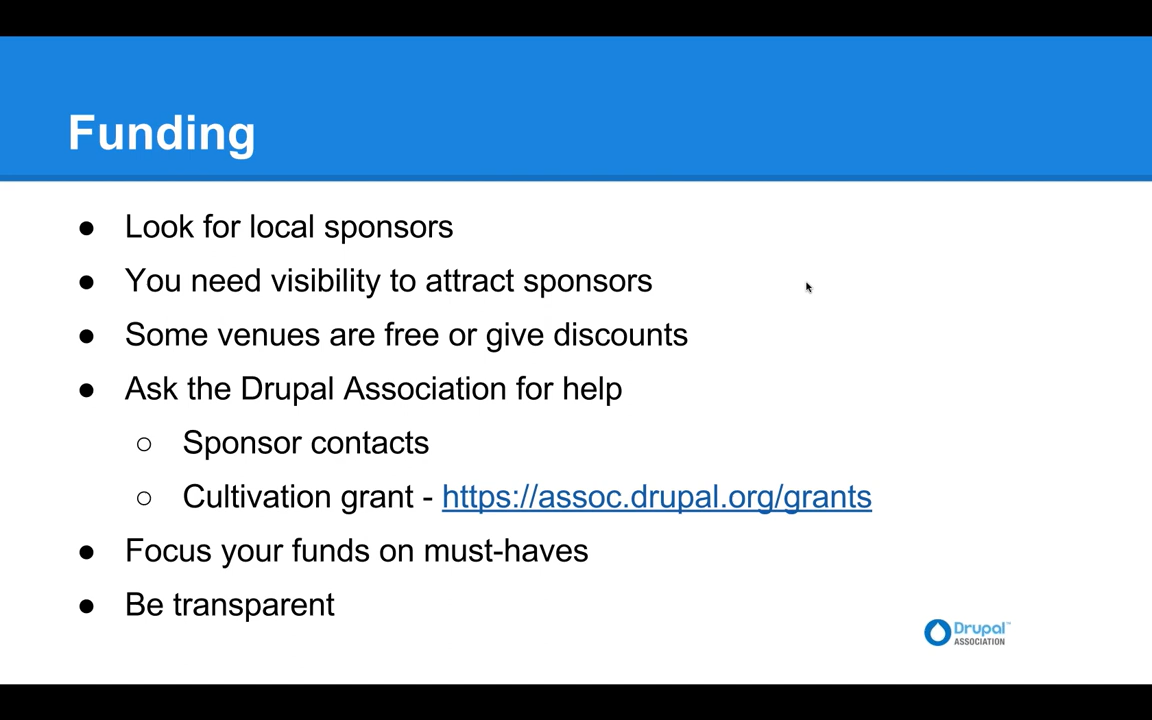 Funding
● Look for local sponsors
● You need visibility to attract sponsors
● Some venues are free or give discounts
● Ask the Drupal Association for help
○ Sponsor contacts
○ Cultivation grant - https://assoc.drupal.org/grants
● Focus your funds on must-haves
● Be transparent
Drupal™
ASSOCIATION